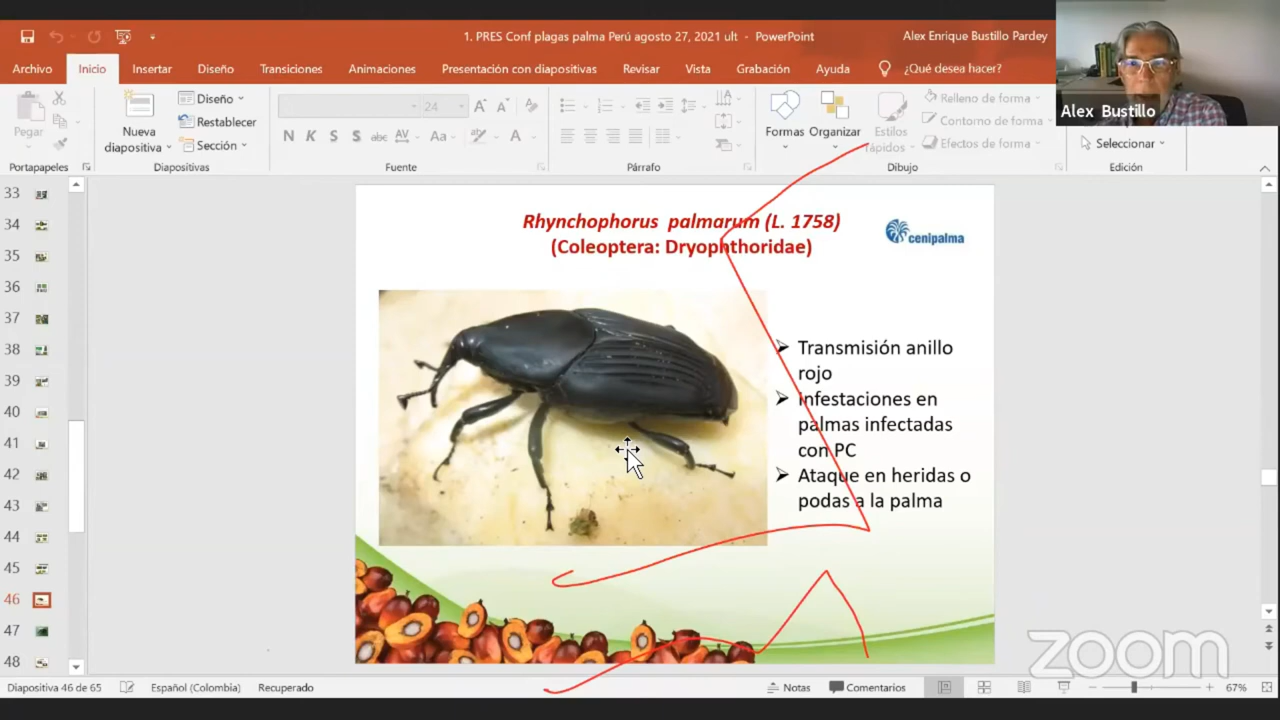 1. PRES Conf plagas palma Perú agosto 27, 2021 ult - PowerPoint
Alex Enrique Bustillo Pardey
Archivo Inicio Insertar Diseño Transiciones Animaciones Presentación con diapositivas Revisar Vista Grabación Ayuda ¿Qué desea hacer?
Alex Bustillo
Pegar
Nueva
diapositiva
Diseño
Restablecer
Sección
24
N K S S abc AV Aa A
Formas
Organizar
Estilos
rápidos
Relleno de forma
Contorno de forma
Efectos de forma
Seleccionar
Portapapeles
Diapositivas
Fuente
Párrafo
Dibujo
Edición
33
34
35
36
37
38
39
40
41
42
43
44
45
46
47
48
Rhynchophorus palmarum (L. 1758)
(Coleoptera: Dryophthoridae)
cenipalma
Transmisión anillo
rojo
Infestaciones en
palmas infectadas
con PC
Ataque en heridas o
podas a la palma
zoom
Diapositiva 46 de 65
Español (Colombia)
Recuperado
Notas
Comentarios
67%